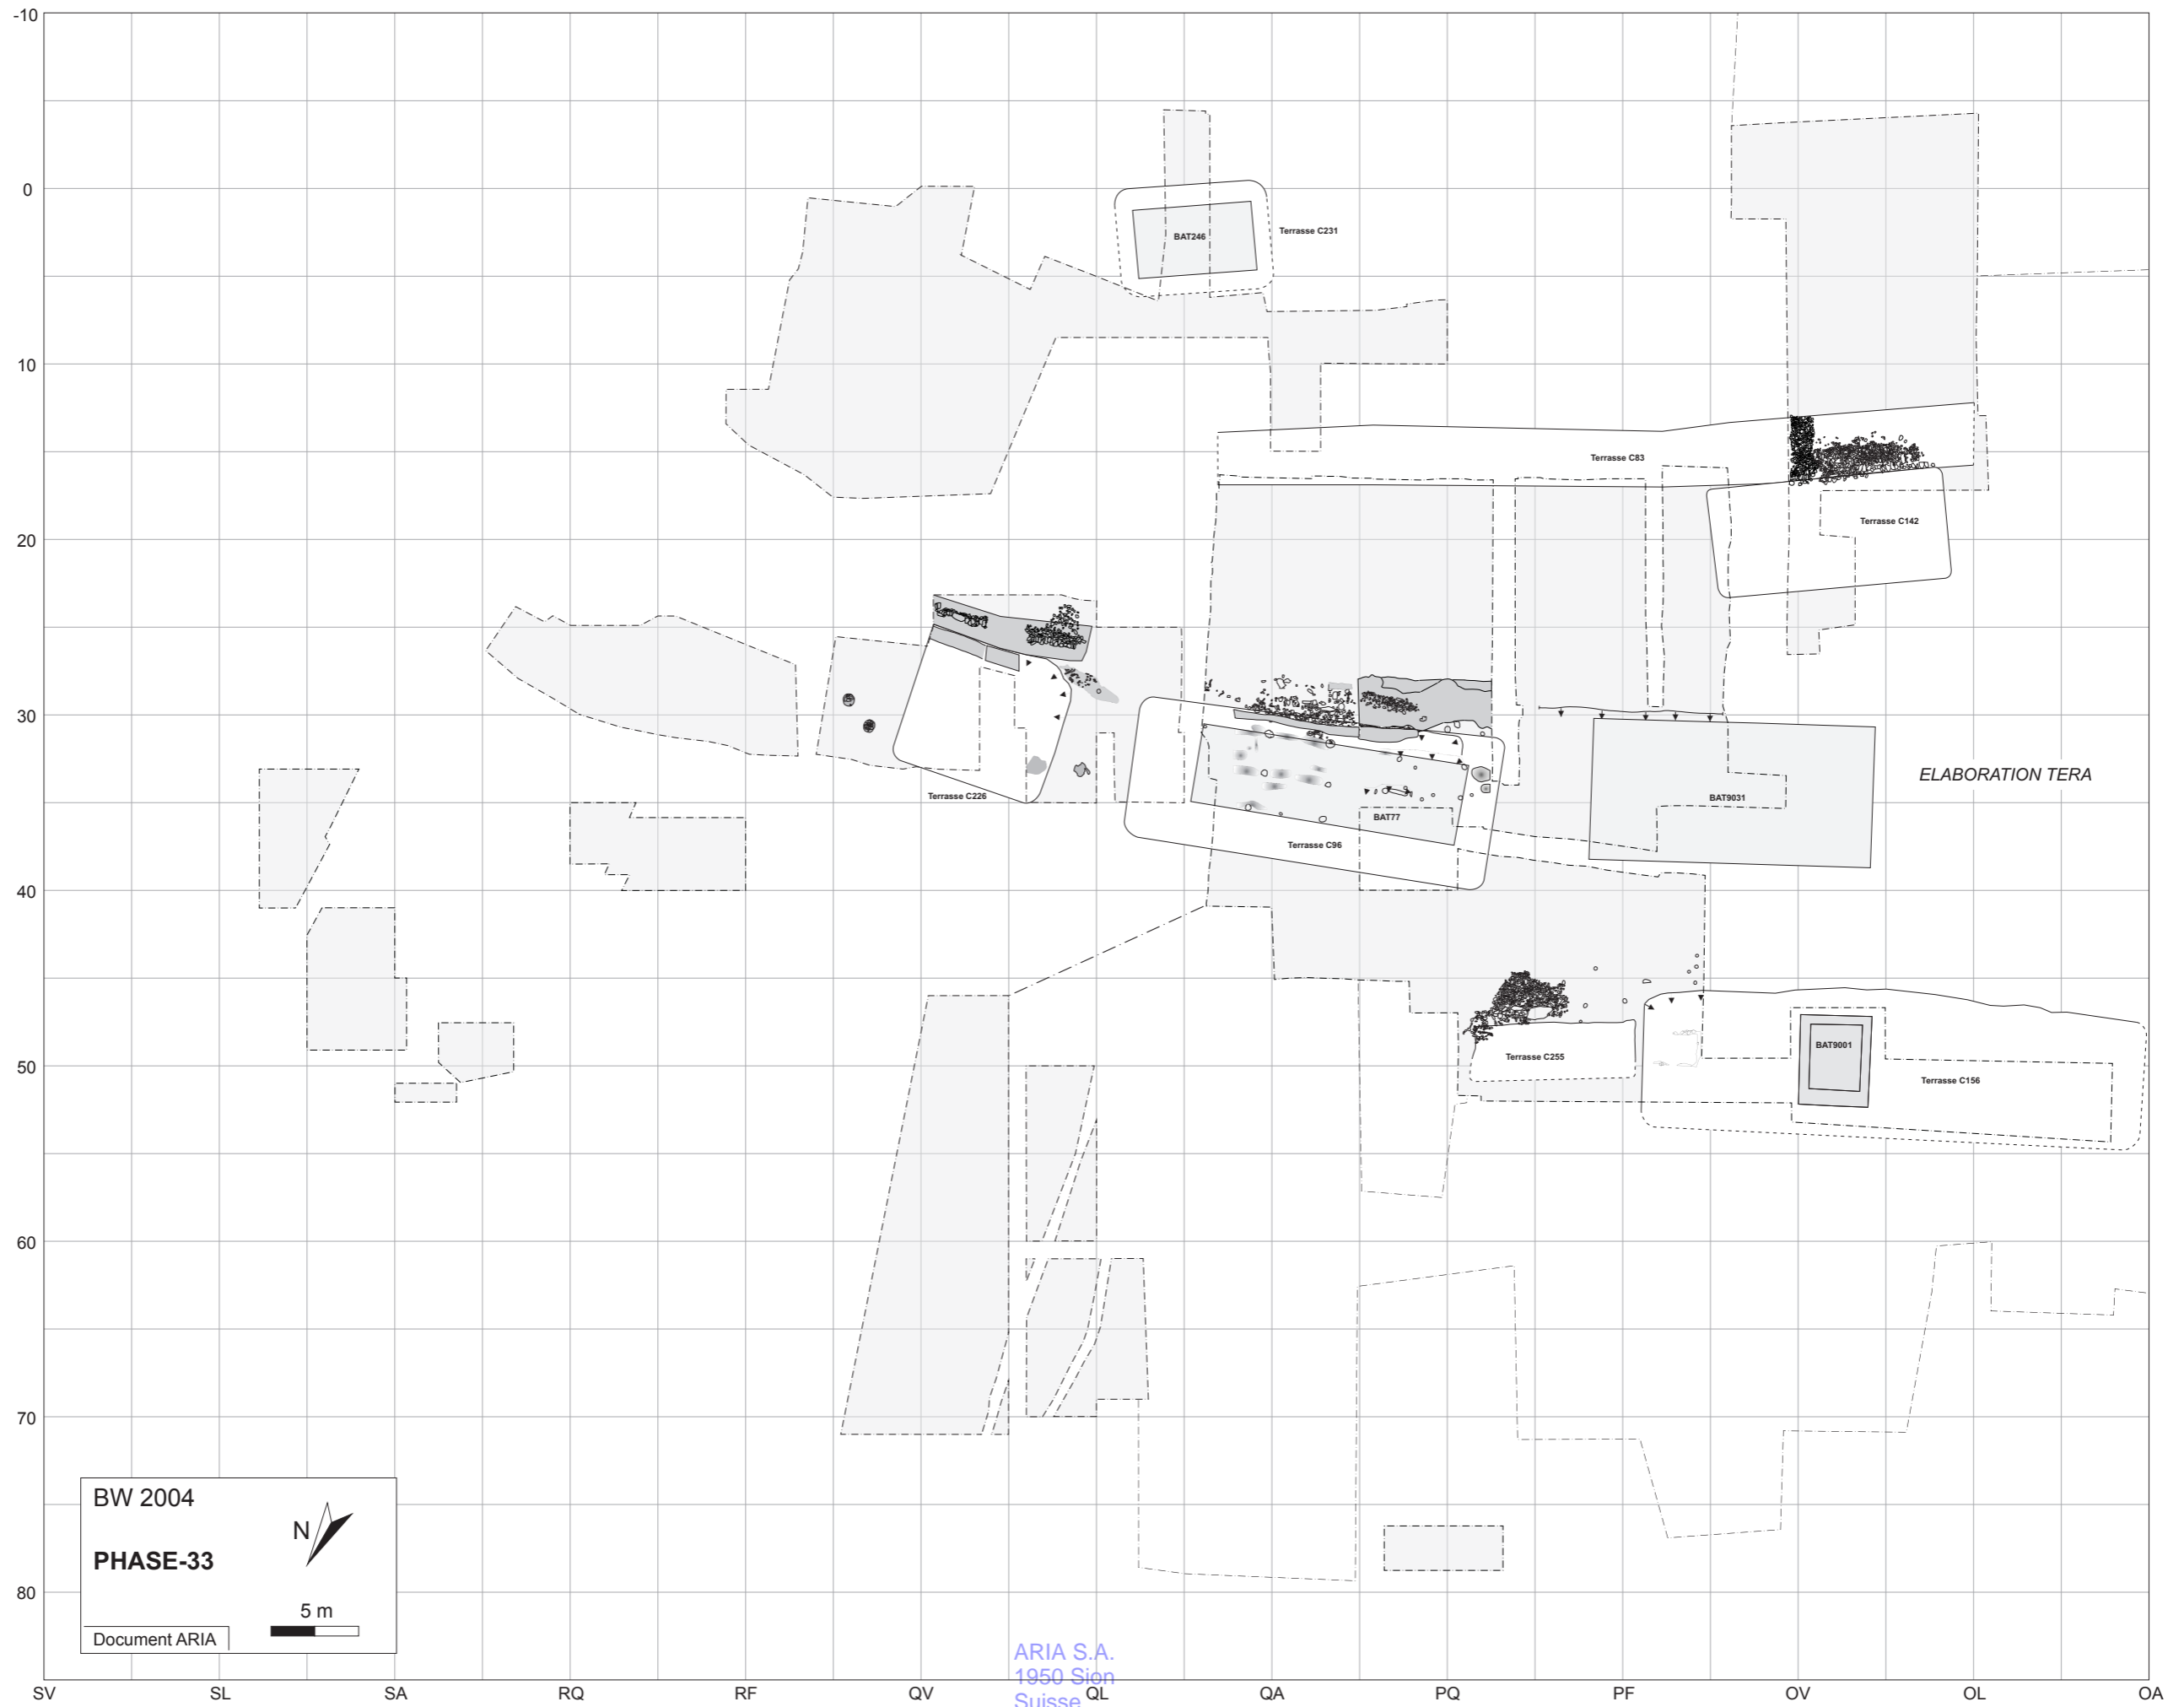 -10
0
BAT246
Terrasse C231
10
Terrasse C83
20
Terrasse C142
30
Terrasse C226
BAT77
Terrasse C96
BAT9031
ELABORATION TERA
40
50
Terrasse C255
BAT9001
Terrasse C156
60
70
80
BW 2004
N
PHASE-33
5 m
Document ARIA
ARIA S.A.
1950 Sion
Suisse
SV SL SA RQ RF QV QL QA PQ PF OV OL OA